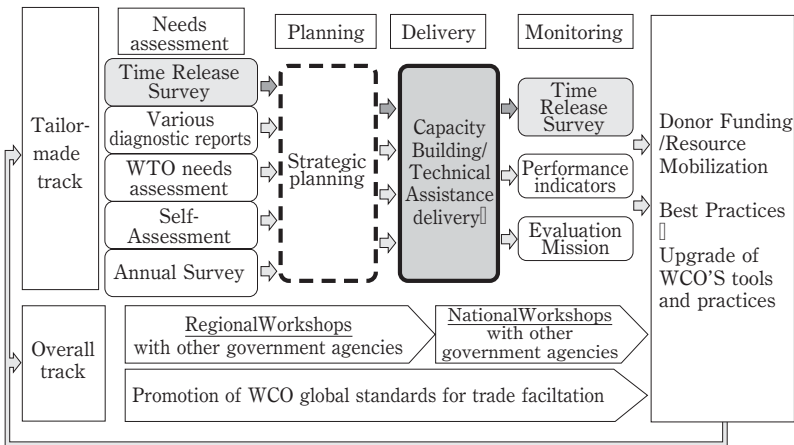 Needs
assessment
Planning
Delivery
Monitoring
Tailor-
made
track
Time Release
Survey
Various
diagnostic reports
WTO needs
assessment
Self-
Assessment
Annual Survey
Strategic
planning
Capacity
Building/
Technical
Assistance
delivery
Time
Release
Survey
Performance
indicators
Evaluation
Mission
Donor Funding
/Resource
Mobilization
Best Practices
Upgrade of
WCO'S tools
and practices
Overall
track
RegionalWorkshops
with other government agencies
NationalWorkshops
with other
government agencies
Promotion of WCO global standards for trade faciltation